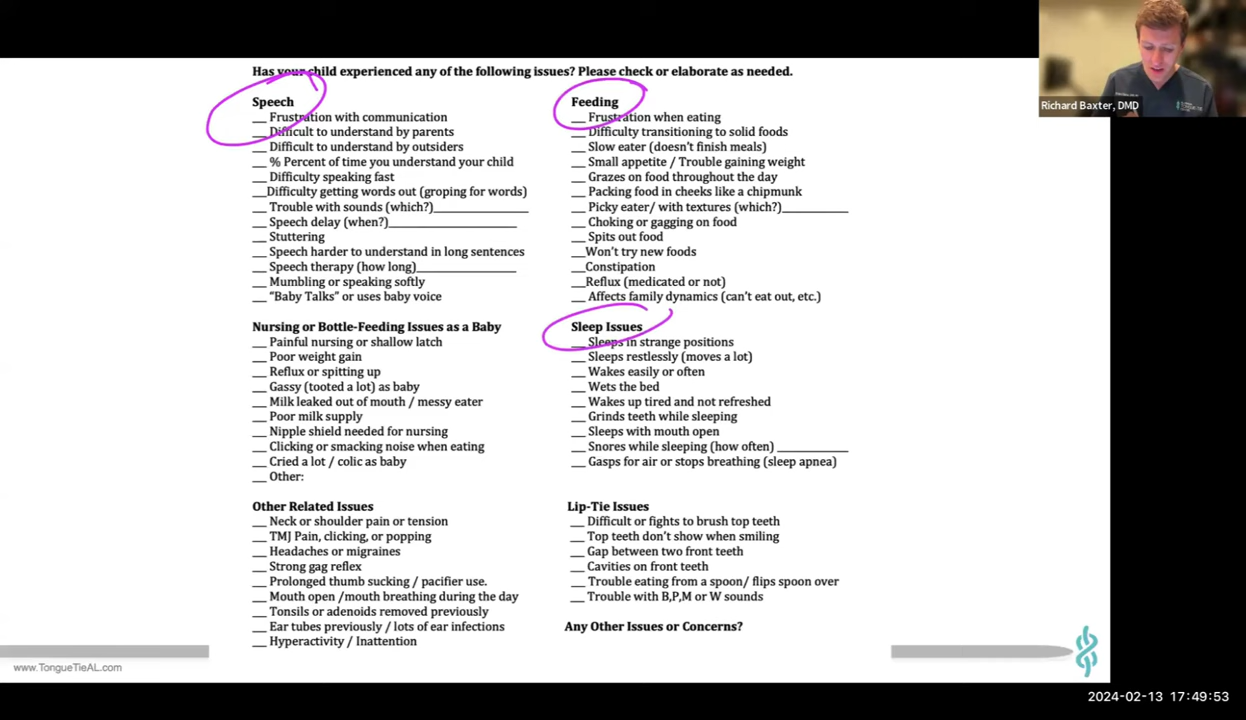 Has your child experienced any of the following issues? Please check or elaborate as needed.
Speech
___ Frustration with communication
___ Difficult to understand by parents
___ Difficult to understand by outsiders
___ % Percent of time you understand your child
___ Difficulty speaking fast
___Difficulty getting words out (groping for words)
___ Trouble with sounds (which?)___________________
___ Speech delay (when?)__________________________
___ Stuttering
___ Speech harder to understand in long sentences
___ Speech therapy (how long)____________________
___ Mumbling or speaking softly
___ “Baby Talks” or uses baby voice
Feeding
___ Frustration when eating
___ Difficulty transitioning to solid foods
___ Slow eater (doesn’t finish meals)
___ Small appetite / Trouble gaining weight
___ Grazes on food throughout the day
___ Packing food in cheeks like a chipmunk
___ Picky eater/ with textures (which?)_____________
___ Choking or gagging on food
___ Spits out food
___Won’t try new foods
___Constipation
___Reflux (medicated or not)
___ Affects family dynamics (can’t eat out, etc.)
Nursing or Bottle-Feeding Issues as a Baby
___ Painful nursing or shallow latch
___ Poor weight gain
___ Reflux or spitting up
___ Gassy (tooted a lot) as baby
___ Milk leaked out of mouth / messy eater
___ Poor milk supply
___ Nipple shield needed for nursing
___ Clicking or smacking noise when eating
___ Cried a lot / colic as baby
___ Other:
Sleep Issues
___ Sleeps in strange positions
___ Sleeps restlessly (moves a lot)
___ Wakes easily or often
___ Wets the bed
___ Wakes up tired and not refreshed
___ Grinds teeth while sleeping
___ Sleeps with mouth open
___ Snores while sleeping (how often) ______________
___ Gasps for air or stops breathing (sleep apnea)
Other Related Issues
___ Neck or shoulder pain or tension
___ TMJ Pain, clicking, or popping
___ Headaches or migraines
___ Strong gag reflex
___ Prolonged thumb sucking / pacifier use.
___ Mouth open /mouth breathing during the day
___ Tonsils or adenoids removed previously
___ Ear tubes previously / lots of ear infections
___ Hyperactivity / Inattention
Lip-Tie Issues
___ Difficult or fights to brush top teeth
___ Top teeth don’t show when smiling
___ Gap between two front teeth
___ Cavities on front teeth
___ Trouble eating from a spoon/ flips spoon over
___ Trouble with B,P,M or W sounds
Any Other Issues or Concerns?
www.TongueTieAL.com
Richard Baxter, DMD
2024-02-13 17:49:53